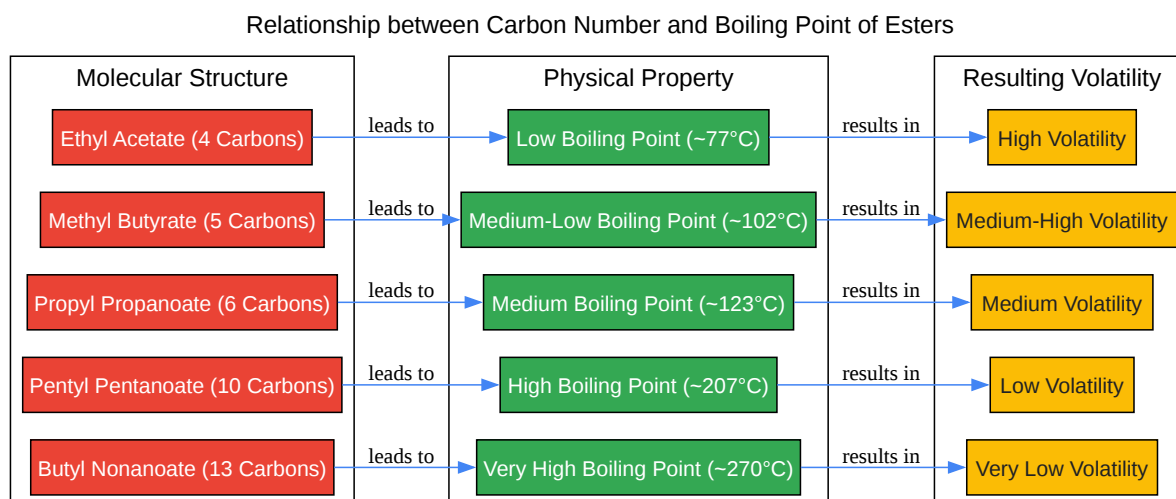 Relationship between Carbon Number and Boiling Point of Esters
Molecular Structure
Physical Property
Resulting Volatility
Ethyl Acetate (4 Carbons)
leads to
Low Boiling Point (~77°C)
results in
High Volatility
Methyl Butyrate (5 Carbons)
leads to
Medium-Low Boiling Point (~102°C)
results in
Medium-High Volatility
Propyl Propanoate (6 Carbons)
leads to
Medium Boiling Point (~123°C)
results in
Medium Volatility
Pentyl Pentanoate (10 Carbons)
leads to
High Boiling Point (~207°C)
results in
Low Volatility
Butyl Nonanoate (13 Carbons)
leads to
Very High Boiling Point (~270°C)
results in
Very Low Volatility